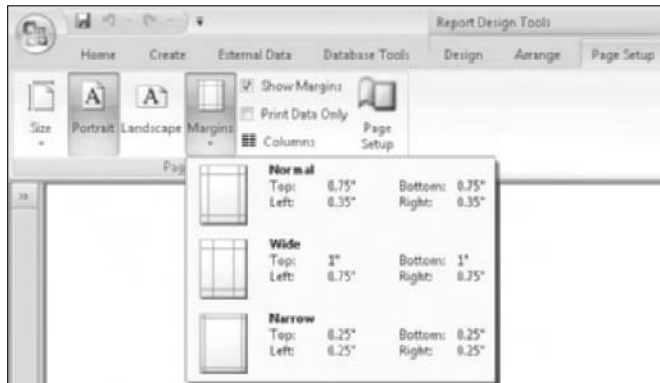 Report Design Tools
Home Create External Data Database Tools Design Arrange Page Setup
Size Portrait Landscape Margins Show Margins Print Data Only Columns Page Setup
Pag
Normal
Top: 0.75" Bottom: 0.75"
Left: 0.35" Right: 0.35"
Wide
Top: 1" Bottom: 1"
Left: 0.75" Right: 0.75"
Narrow
Top: 0.25" Bottom: 0.25"
Left: 0.25" Right: 0.25"